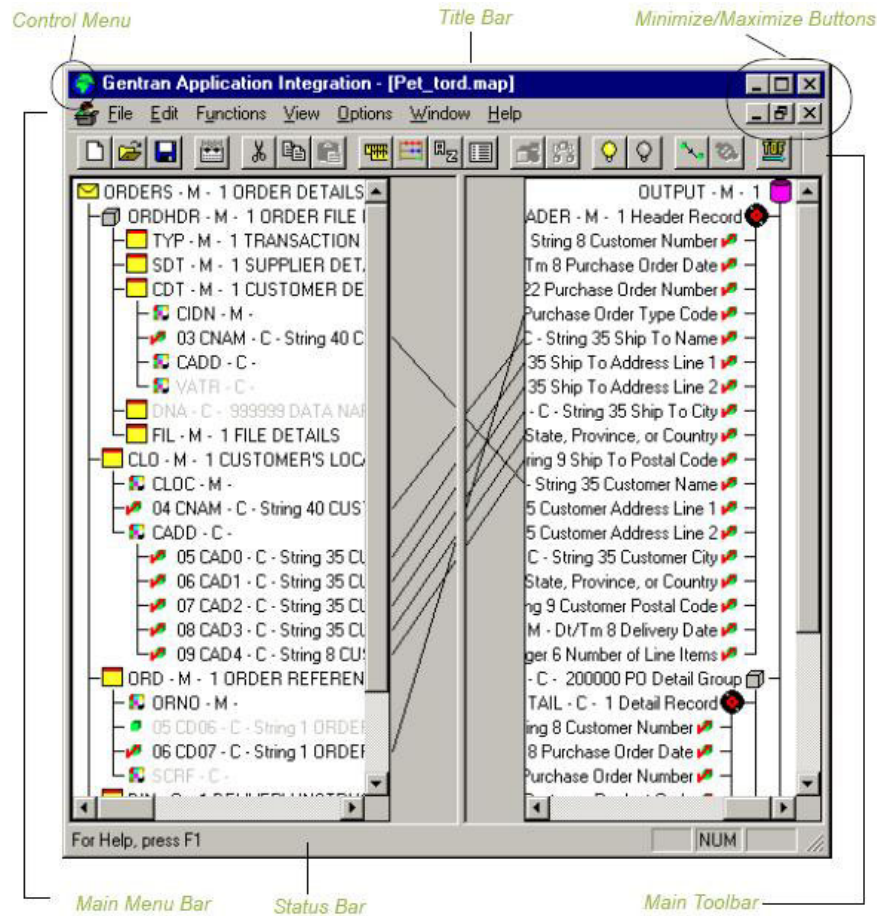 Control Menu
Title Bar
Minimize/Maximize Buttons
Gentran Application Integration - [Pet_tord.map]
File Edit Functions View Options Window Help
ORDERS - M - 1 ORDER DETAILS
ORDHDR - M - 1 ORDER FILE
TYP - M - 1 TRANSACTION
SDT - M - 1 SUPPLIER DET
CDT - M - 1 CUSTOMER DE
CIDN - M -
03 CNAM - C - String 40 C
CADD - C -
VATR - C -
DNA - C - 999999 DATA NA
FIL - M - 1 FILE DETAILS
CLO - M - 1 CUSTOMER'S LOC
CLOC - M -
04 CNAM - C - String 40 CUS
CADD - C -
05 CAD0 - C - String 35 CU
06 CAD1 - C - String 35 CU
07 CAD2 - C - String 35 CU
08 CAD3 - C - String 35 CU
09 CAD4 - C - String 8 CUS
ORD - M - 1 ORDER REFEREN
ORNO - M -
05 CD06 - C - String 1 ORDE
06 CD07 - C - String 1 ORDE
SCRF - C -
OUTPUT - M - 1
ADER - M - 1 Header Record
String 8 Customer Number
Tm 8 Purchase Order Date
22 Purchase Order Number
Purchase Order Type Code
C - String 35 Ship To Name
35 Ship To Address Line 1
35 Ship To Address Line 2
- C - String 35 Ship To City
State, Province, or Country
ring 9 Ship To Postal Code
- String 35 Customer Name
5 Customer Address Line 1
5 Customer Address Line 2
C - String 35 Customer City
State, Province, or Country
ng 9 Customer Postal Code
M - Dt/Tm 8 Delivery Date
ger 6 Number of Line Items
- C - 200000 PO Detail Group
TAIL - C - 1 Detail Record
ing 8 Customer Number
8 Purchase Order Date
Purchase Order Number
For Help, press F1
NUM
Main Menu Bar
Status Bar
Main Toolbar